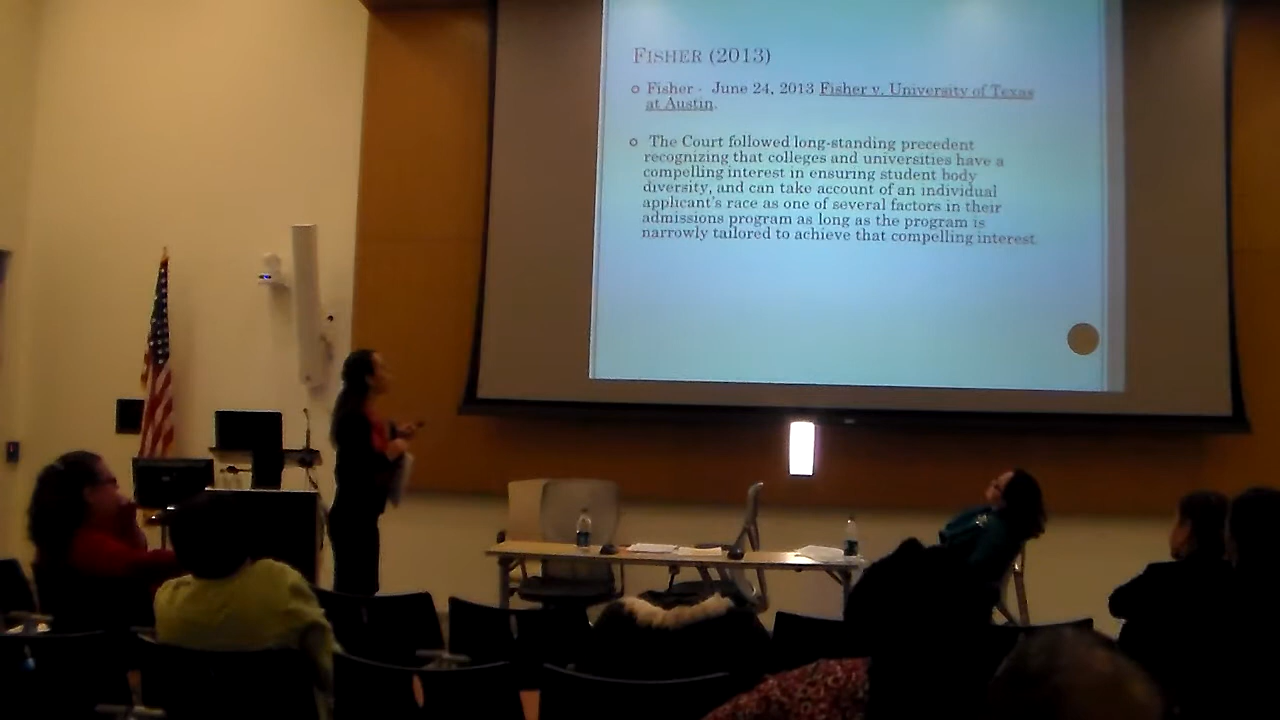 FISHER (2013)
Fisher - June 24, 2013 Fisher v. University of Texas
at Austin.
The Court followed long-standing precedent
recognizing that colleges and universities have a
compelling interest in ensuring student body
diversity, and can take account of an individual
applicant's race as one of several factors in their
admissions program as long as the program is
narrowly tailored to achieve that compelling interest